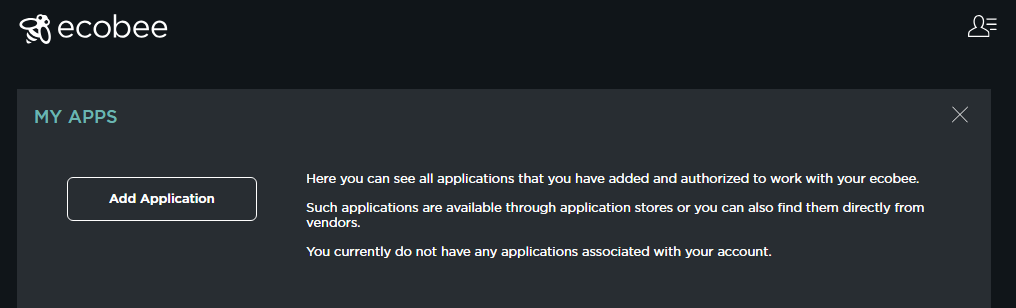 ecobee
MY APPS
Add Application
Here you can see all applications that you have added and authorized to work with your ecobee.
Such applications are available through application stores or you can also find them directly from
vendors.
You currently do not have any applications associated with your account.